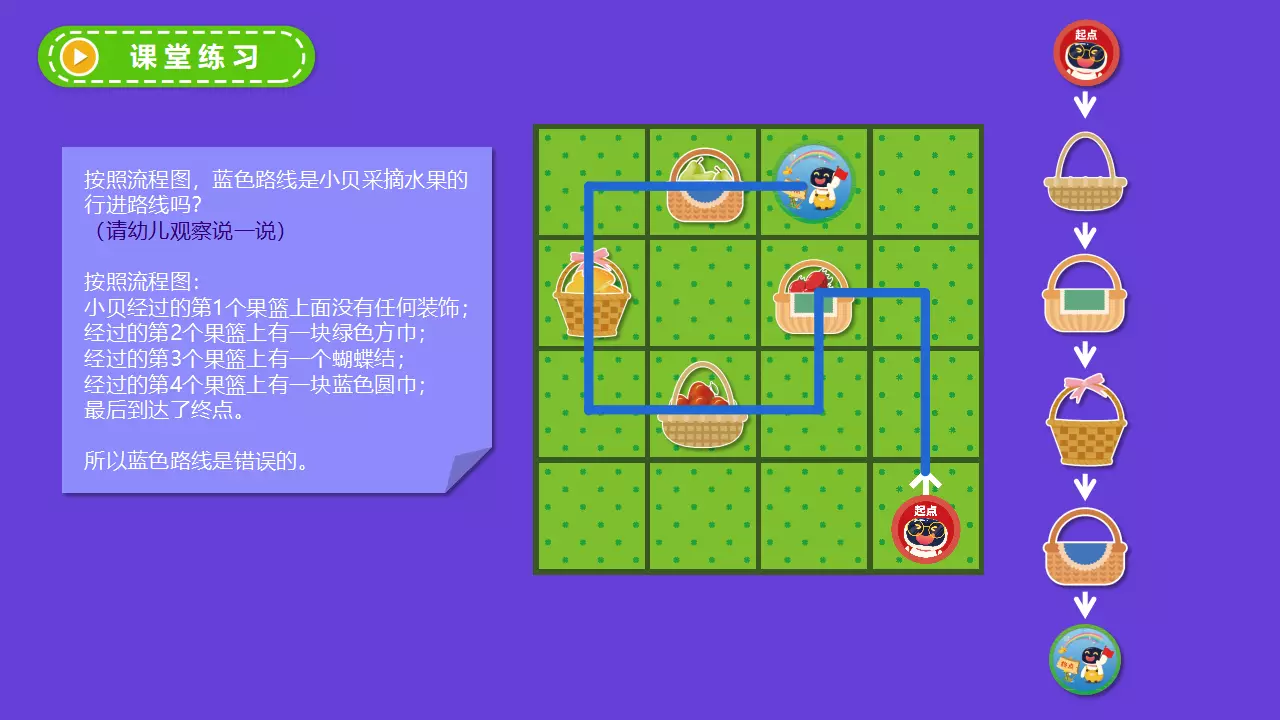 课堂练习
按照流程图，蓝色路线是小贝采摘水果的
行进路线吗？
（请幼儿观察说一说）
按照流程图：
小贝经过的第1个果篮上面没有任何装饰；
经过的第2个果篮上有一块绿色方巾；
经过的第3个果篮上有一个蝴蝶结；
经过的第4个果篮上有一块蓝色圆巾；
最后到达了终点。
所以蓝色路线是错误的。
起点
起点
终点